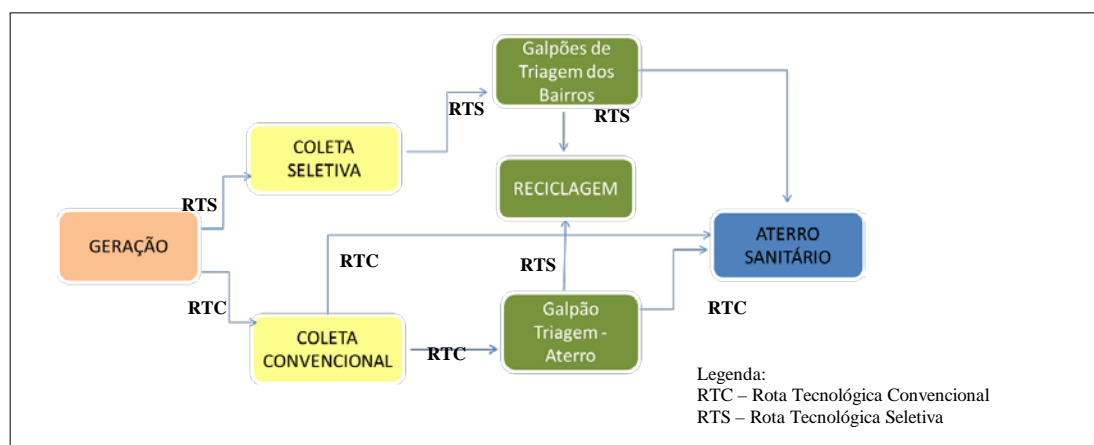 Galpões de
Triagem dos
Bairros
RTS
RTS
COLETA
SELETIVA
RECICLAGEM
RTS
GERAÇÃO
ATERRO
SANITÁRIO
RTC
RTS
RTC
RTC
Galpão
Triagem -
Aterro
RTC
COLETA
CONVENCIONAL
Legenda:
RTC – Rota Tecnológica Convencional
RTS – Rota Tecnológica Seletiva